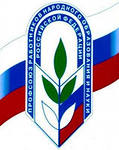 ПРОФСОЮЗ РАБОТНИКОВ НАРОДНОГО ОБРАЗОВАНИЯ И НАУКИ
РОССИЙСКОЙ ФЕДЕРАЦИИ